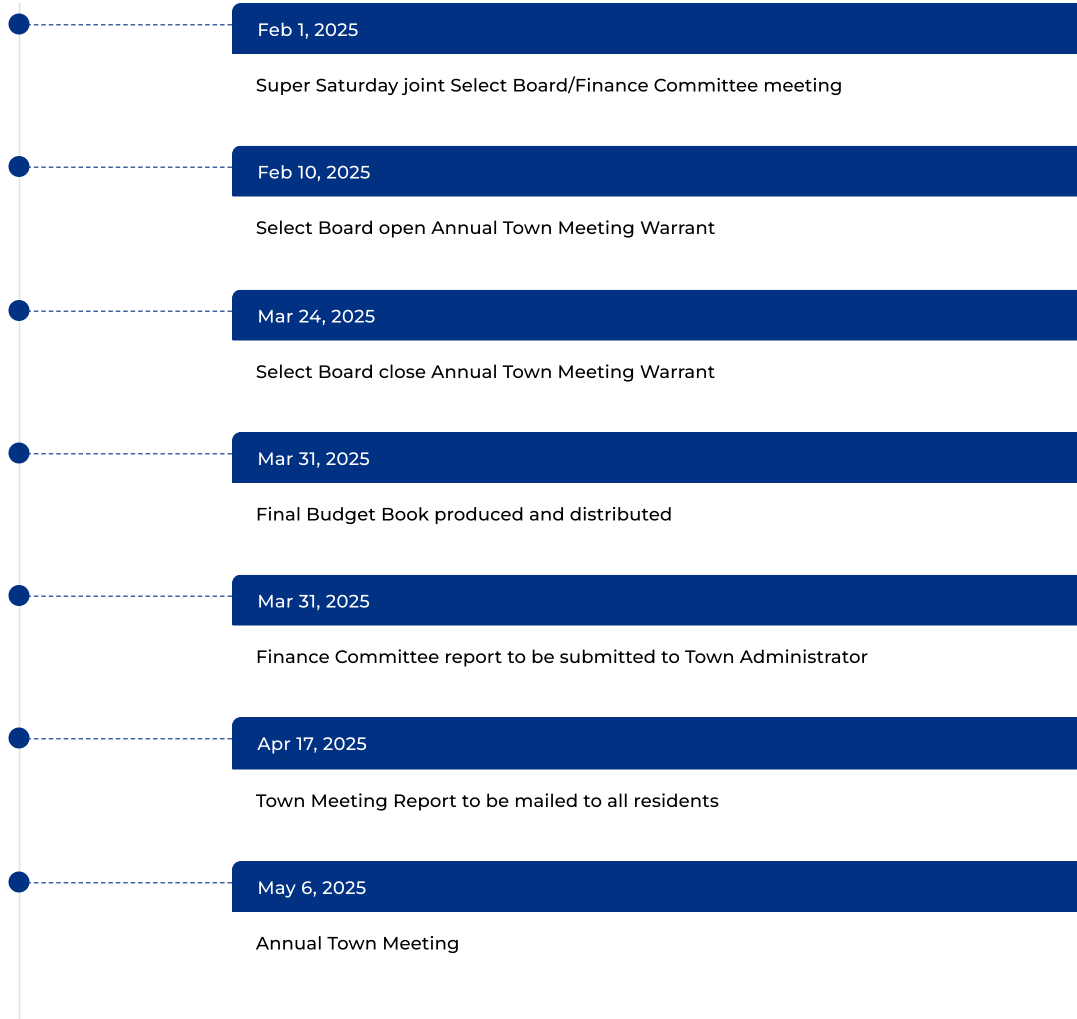 Feb 1, 2025
Super Saturday joint Select Board/Finance Committee meeting
Feb 10, 2025
Select Board open Annual Town Meeting Warrant
Mar 24, 2025
Select Board close Annual Town Meeting Warrant
Mar 31, 2025
Final Budget Book produced and distributed
Mar 31, 2025
Finance Committee report to be submitted to Town Administrator
Apr 17, 2025
Town Meeting Report to be mailed to all residents
May 6, 2025
Annual Town Meeting